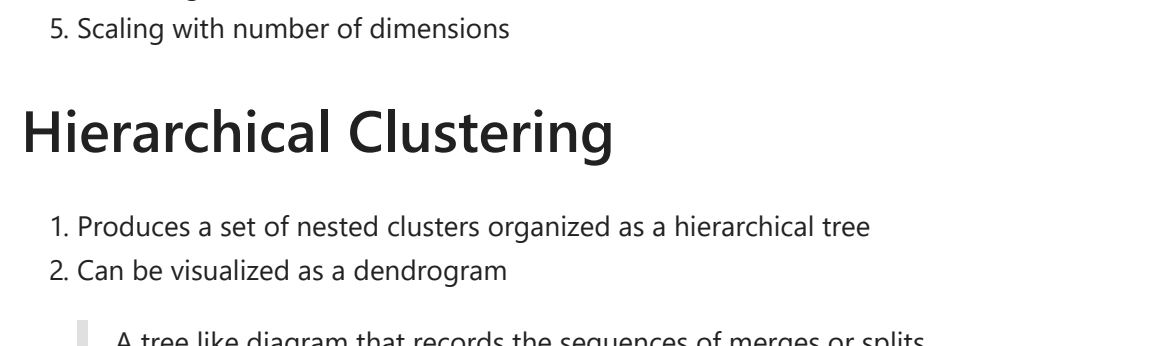 5. Scaling with number of dimensions
Hierarchical Clustering
1. Produces a set of nested clusters organized as a hierarchical tree
2. Can be visualized as a dendrogram
A tree like diagram that records the sequences of merges or splits